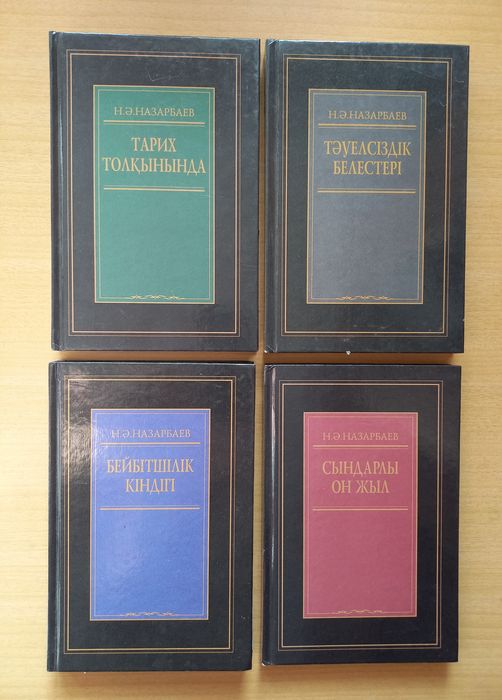 Н.Ә.НАЗАРБАЕВ
ТАРИХ
ТОЛҚЫНЫНДА
Н.Ә.НАЗАРБАЕВ
ТӘУЕЛСІЗДІК
БЕЛЕСТЕРІ
Н.Ә.НАЗАРБАЕВ
БЕЙБІТШІЛІК
КІНДІГІ
Н.Ә.НАЗАРБАЕВ
СЫНДАРЛЫ
ОН ЖЫЛ